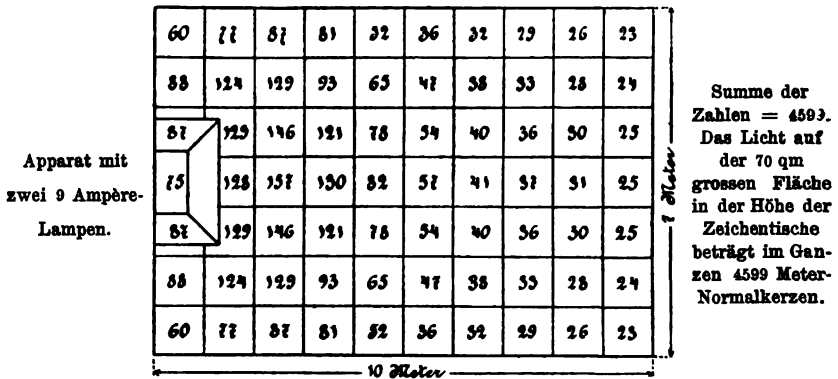 60 77 87 81 52 36 32 29 26 23
88 124 129 93 65 47 38 33 28 24
87 129 146 121 78 54 40 36 30 25
75 128 157 130 82 57 41 37 31 25
87 129 146 121 78 54 40 36 30 25
88 124 129 93 65 47 38 33 28 24
60 77 87 81 52 36 32 29 26 23
10 Meter
7 Meter
Apparat mit
zwei 9 Ampère-
Lampen.
Summe der
Zahlen = 4599.
Das Licht auf
der 70 qm
grossen Fläche
in der Höhe der
Zeichentische
beträgt im Gan-
zen 4599 Meter-
Normalkerzen.